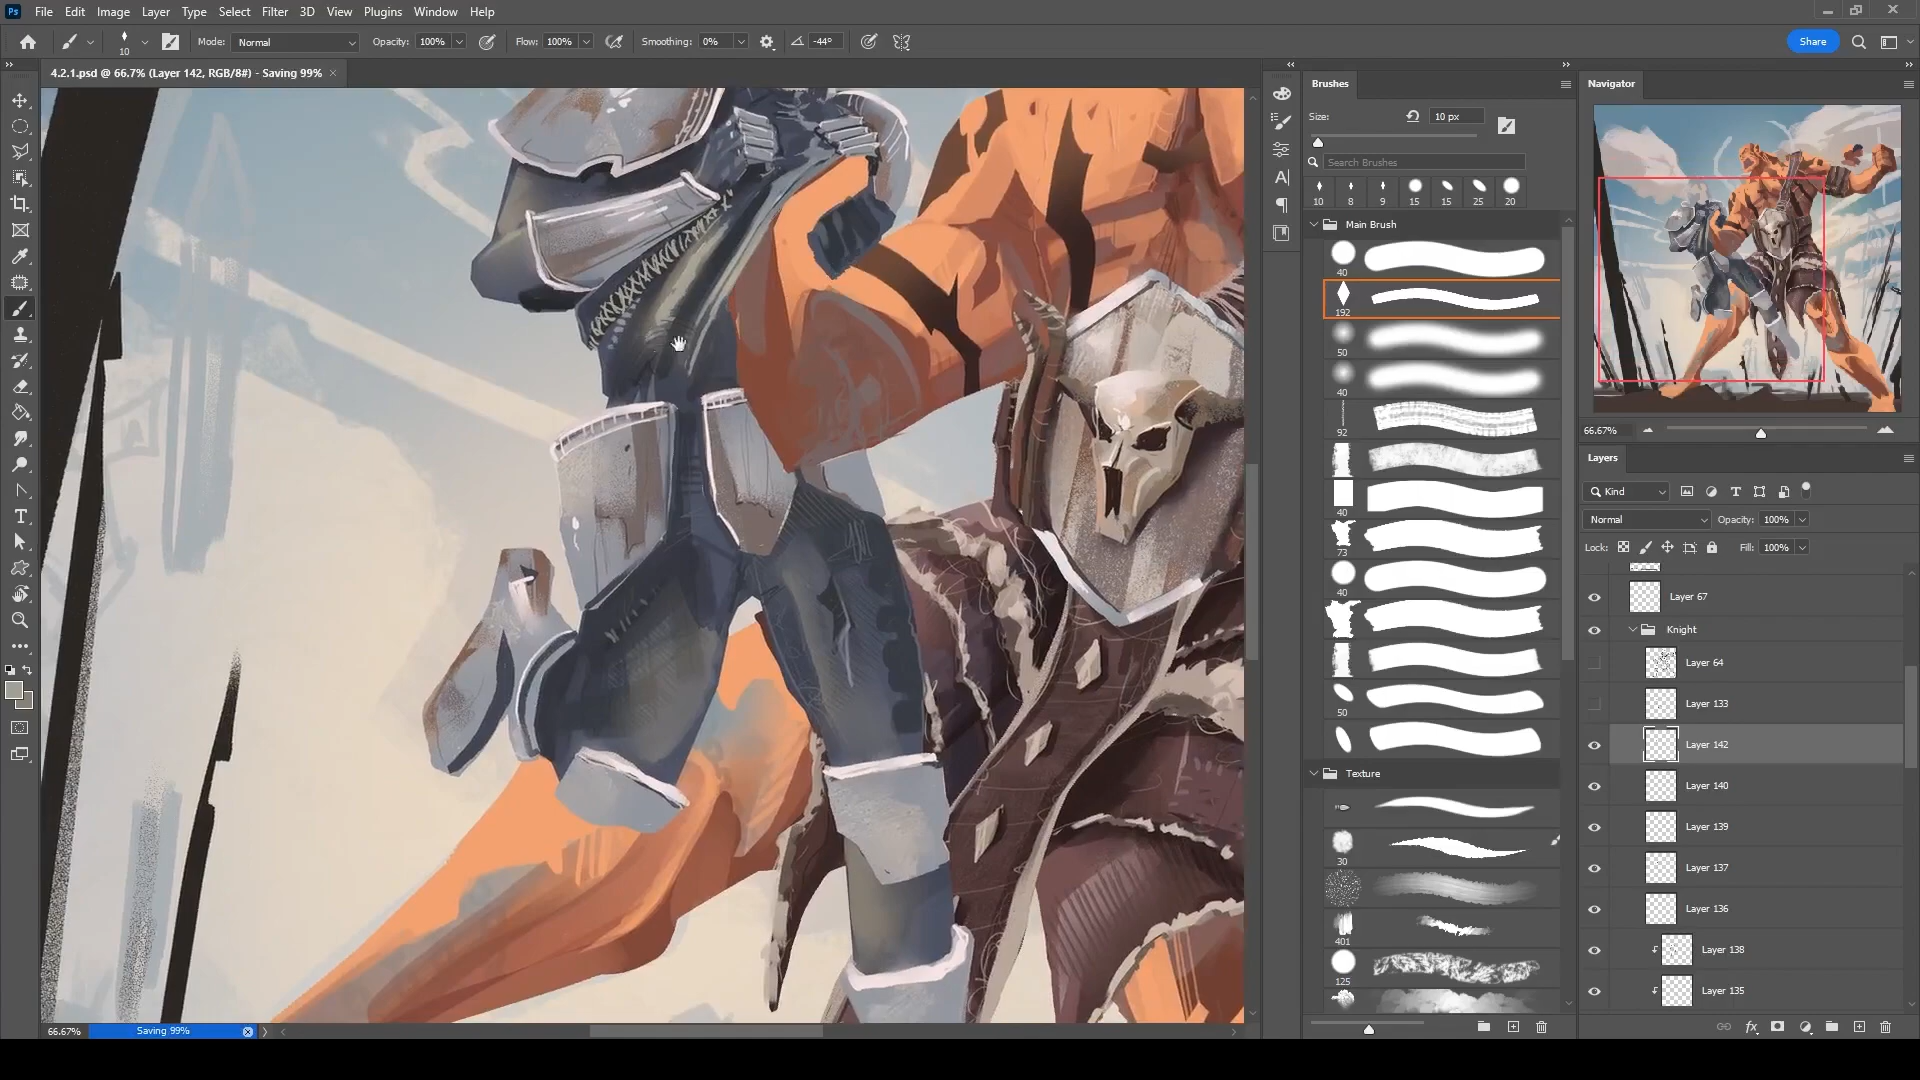 Ps File Edit Image Layer Type Select Filter 3D View Plugins Window Help
10 Mode: Normal Opacity: 100% Flow: 100% Smoothing: 0% -44° Share
4.2.1.psd @ 66.7% (Layer 142, RGB/8#) - Saving 99% ×
Brushes
Size: 10 px
Search Brushes
10 8 9 15 15 25 20
Main Brush
40
192
50
40
92
40
73
40
50
Texture
30
401
125
Navigator
66.67%
Layers
Kind
Normal Opacity: 100%
Lock: Fill: 100%
Layer 67
Knight
Layer 64
Layer 133
Layer 142
Layer 140
Layer 139
Layer 137
Layer 136
Layer 138
Layer 135
fx
66.67% Saving 99%